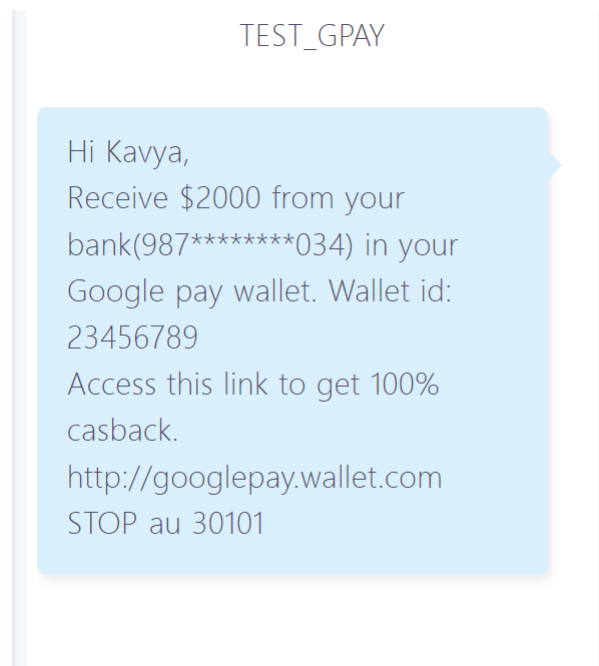 TEST_GPAY
Hi Kavya,
Receive $2000 from your
bank(987********034) in your
Google pay wallet. Wallet id:
23456789
Access this link to get 100%
casback.
http://googlepay.wallet.com
STOP au 30101